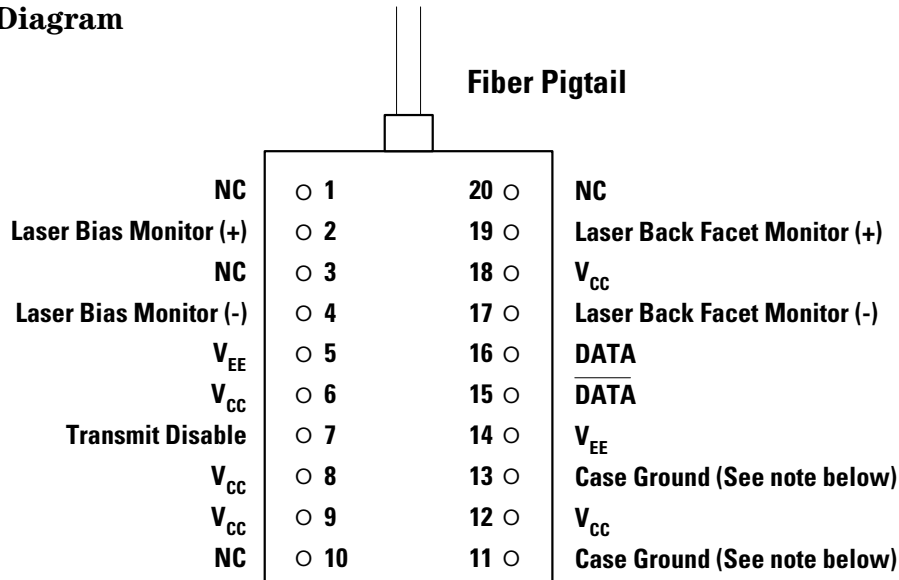 Diagram
Fiber Pigtail
NC 1 20 NC
Laser Bias Monitor (+) 2 19 Laser Back Facet Monitor (+)
NC 3 18 VCC
Laser Bias Monitor (-) 4 17 Laser Back Facet Monitor (-)
VEE 5 16 DATA
VCC 6 15 D̅A̅T̅A̅
Transmit Disable 7 14 VEE
VCC 8 13 Case Ground (See note below)
VCC 9 12 VCC
NC 10 11 Case Ground (See note below)